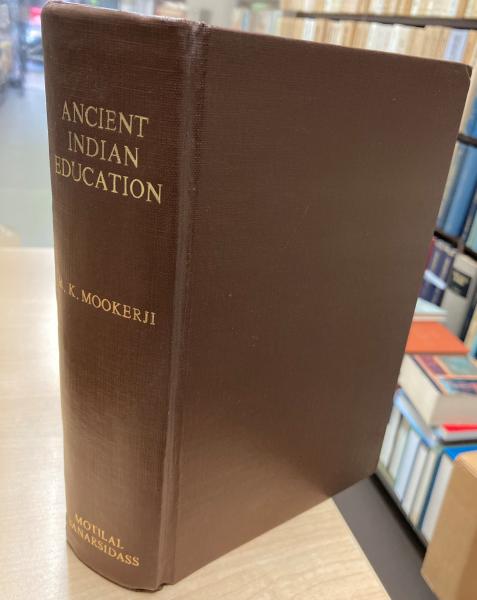 ANCIENT
INDIAN
EDUCATION
K. MOOKERJI
MOTILAL
BANARSIDASS